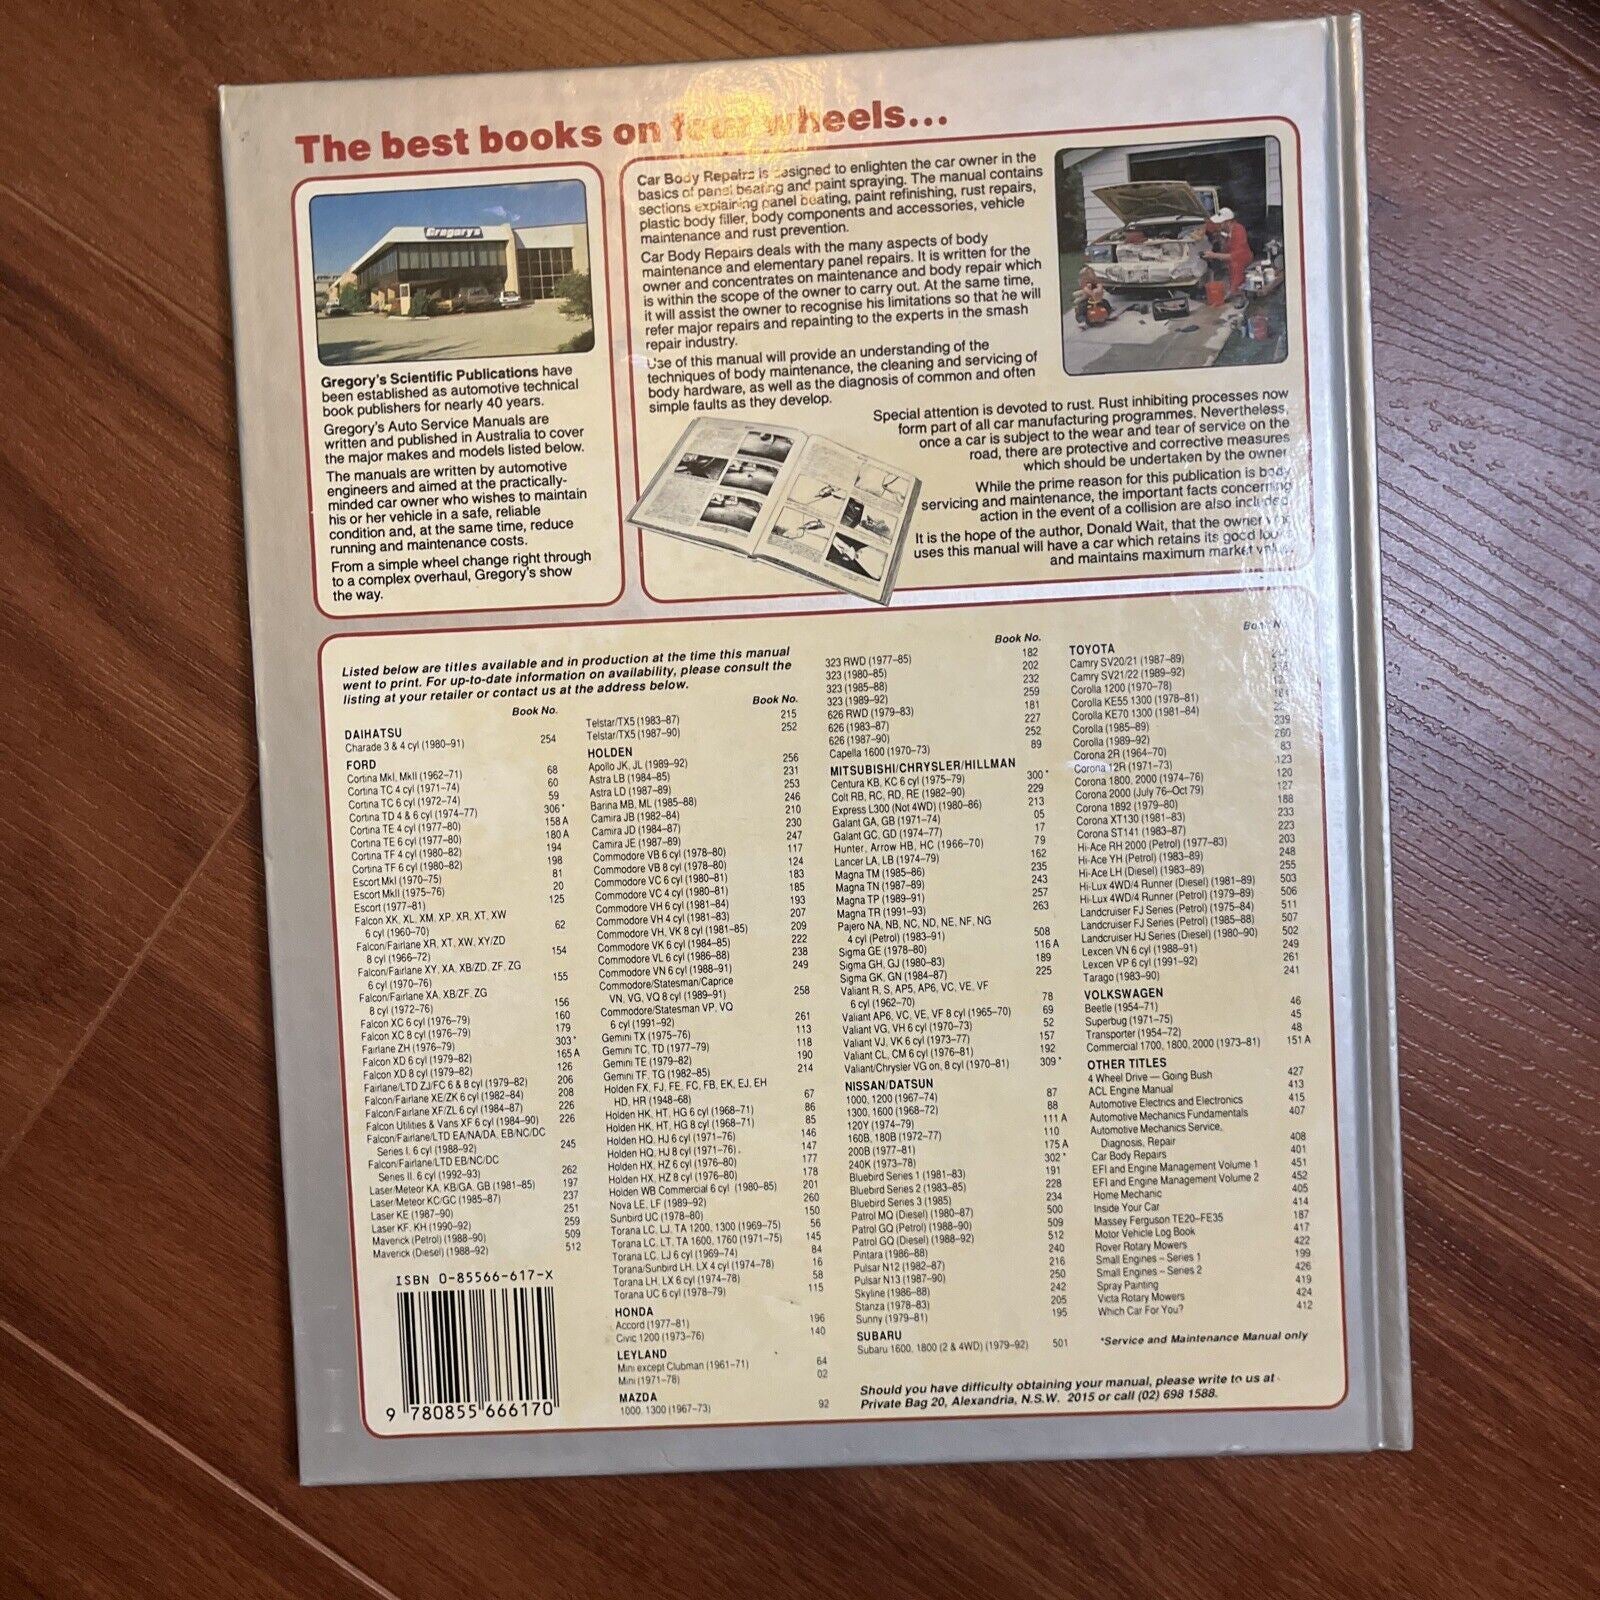 The best books on four wheels...
Gregory's
Gregory's Scientific Publications have
been established as automotive technical
book publishers for nearly 40 years.
Gregory's Auto Service Manuals are
written and published in Australia to cover
the major makes and models listed below.
The manuals are written by automotive
engineers and aimed at the practically-
minded car owner who wishes to maintain
his or her vehicle in a safe, reliable
condition and, at the same time, reduce
running and maintenance costs.
From a simple wheel change right through
to a complex overhaul, Gregory's show
the way.
Car Body Repairs is designed to enlighten the car owner in the
basics of panel beating and paint spraying. The manual contains
sections explaining panel beating, paint refinishing, rust repairs,
plastic body filler, body components and accessories, vehicle
maintenance and rust prevention.
Car Body Repairs deals with the many aspects of body
maintenance and elementary panel repairs. It is written for the
owner and concentrates on maintenance and body repair which
is within the scope of the owner to carry out. At the same time,
it will assist the owner to recognise his limitations so that he will
refer major repairs and repainting to the experts in the smash
repair industry.
Use of this manual will provide an understanding of the
techniques of body maintenance, the cleaning and servicing of
body hardware, as well as the diagnosis of common and often
simple faults as they develop.
Special attention is devoted to rust. Rust inhibiting processes now
form part of all car manufacturing programmes. Nevertheless,
once a car is subject to the wear and tear of service on the
road, there are protective and corrective measures
which should be undertaken by the owner
While the prime reason for this publication is body
servicing and maintenance, the important facts concerning
action in the event of a collision are also included
It is the hope of the author, Donald Wait, that the owner who
uses this manual will have a car which retains its good looks
and maintains maximum market value.
Listed below are titles available and in production at the time this manual
went to print. For up-to-date information on availability, please consult the
listing at your retailer or contact us at the address below.
Book No.
DAIHATSU
Charade 3 & 4 cyl (1980–91) 254
FORD
Cortina MkI, MkII (1962–71) 68
Cortina TC 4 cyl (1971–74) 60
Cortina TC 6 cyl (1972–74) 59
Cortina TD 4 & 6 cyl (1974–77) 306*
Cortina TE 4 cyl (1977–80) 158 A
Cortina TE 6 cyl (1977–80) 180 A
Cortina TF 4 cyl (1980–82) 194
Cortina TF 6 cyl (1980–82) 198
Escort MkI (1970–75) 81
Escort MkII (1975–76) 20
Escort (1977–81) 125
Falcon XK, XL, XM, XP, XR, XT, XW
6 cyl (1960–70) 62
Falcon/Fairlane XR, XT, XW, XY/ZD
8 cyl (1966–72) 154
Falcon/Fairlane XY, XA, XB/ZD, ZF, ZG
6 cyl (1970–76) 155
Falcon/Fairlane XA, XB/ZF, ZG
8 cyl (1972–76) 156
Falcon XC 6 cyl (1976–79) 160
Falcon XC 8 cyl (1976–79) 179
Fairlane ZH (1976–79) 303*
Falcon XD 6 cyl (1979–82) 165 A
Falcon XD 8 cyl (1979–82) 126
Fairlane/LTD ZJ/FC 6 & 8 cyl (1979–82) 206
Falcon/Fairlane XE/ZK 6 cyl (1982–84) 208
Falcon/Fairlane XF/ZL 6 cyl (1984–87) 226
Falcon Utilities & Vans XF 6 cyl (1984–90) 226
Falcon/Fairlane/LTD EA/NA/DA, EB/NC/DC
Series I, 6 cyl (1988–92) 245
Falcon/Fairlane/LTD EB/NC/DC
Series II, 6 cyl (1992–93) 262
Laser/Meteor KA, KB/GA, GB (1981–85) 197
Laser/Meteor KC/GC (1985–87) 237
Laser KE (1987–90) 251
Laser KF, KH (1990–92) 259
Maverick (Petrol) (1988–90) 509
Maverick (Diesel) (1988–92) 512
ISBN 0-85566-617-X
9 780855 666170
Book No.
Telstar/TX5 (1983–87) 215
Telstar/TX5 (1987–90) 252
HOLDEN
Apollo JK, JL (1989–92) 256
Astra LB (1984–85) 231
Astra LD (1987–89) 253
Barina MB, ML (1985–88) 246
Camira JB (1982–84) 210
Camira JD (1984–87) 230
Camira JE (1987–89) 247
Commodore VB 6 cyl (1978–80) 117
Commodore VB 8 cyl (1978–80) 124
Commodore VC 6 cyl (1980–81) 183
Commodore VC 4 cyl (1980–81) 185
Commodore VH 6 cyl (1981–84) 193
Commodore VH 4 cyl (1981–83) 207
Commodore VH, VK 8 cyl (1981–85) 209
Commodore VK 6 cyl (1984–85) 222
Commodore VL 6 cyl (1986–88) 238
Commodore VN 6 cyl (1988–91) 249
Commodore/Statesman/Caprice
VN, VG, VQ 8 cyl (1989–91) 258
Commodore/Statesman VP, VQ
6 cyl (1991–92) 261
Gemini TX (1975–76) 113
Gemini TC, TD (1977–79) 118
Gemini TE (1979–82) 190
Gemini TF, TG (1982–85) 214
Holden FX, FJ, FE, FC, FB, EK, EJ, EH
HD, HR (1948–68) 67
Holden HK, HT, HG 6 cyl (1968–71) 86
Holden HK, HT, HG 8 cyl (1968–71) 85
Holden HQ, HJ 6 cyl (1971–76) 146
Holden HQ, HJ 8 cyl (1971–76) 147
Holden HX, HZ 6 cyl (1976–80) 177
Holden HX, HZ 8 cyl (1976–80) 178
Holden WB Commercial 6 cyl (1980–85) 201
Nova LE, LF (1989–92) 260
Sunbird UC (1978–80) 150
Torana LC, LJ, TA 1200, 1300 (1969–75) 56
Torana LC, LT, TA 1600, 1760 (1971–75) 145
Torana LC, LJ 6 cyl (1969–74) 84
Torana/Sunbird LH, LX 4 cyl (1974–78) 16
Torana LH, LX 6 cyl (1974–78) 58
Torana UC 6 cyl (1978–79) 115
HONDA
Accord (1977–81) 196
Civic 1200 (1973–76) 140
LEYLAND
Mini except Clubman (1961–71) 64
Mini (1971–78) 02
MAZDA
1000, 1300 (1967–73) 92
Book No.
323 RWD (1977–85) 182
323 (1980–85) 202
323 (1985–88) 232
323 (1989–92) 259
626 RWD (1979–83) 181
626 (1983–87) 227
626 (1987–90) 252
Capella 1600 (1970–73) 89
MITSUBISHI/CHRYSLER/HILLMAN
Centura KB, KC 6 cyl (1975–79) 300*
Colt RB, RC, RD, RE (1982–90) 229
Express L300 (Not 4WD) (1980–86) 213
Galant GA, GB (1971–74) 05
Galant GC, GD (1974–77) 17
Hunter, Arrow HB, HC (1966–70) 79
Lancer LA, LB (1974–79) 162
Magna TM (1985–86) 235
Magna TN (1987–89) 243
Magna TP (1989–91) 257
Magna TR (1991–93) 263
Pajero NA, NB, NC, ND, NE, NF, NG
4 cyl (Petrol) (1983–91) 508
Sigma GE (1978–80) 116 A
Sigma GH, GJ (1980–83) 189
Sigma GK, GN (1984–87) 225
Valiant R, S, AP5, AP6, VC, VE, VF
6 cyl (1962–70) 78
Valiant AP6, VC, VE, VF 8 cyl (1965–70) 69
Valiant VG, VH 6 cyl (1970–73) 52
Valiant VJ, VK 6 cyl (1973–77) 157
Valiant CL, CM 6 cyl (1976–81) 192
Valiant/Chrysler VG on, 8 cyl (1970–81) 309*
NISSAN/DATSUN
1000, 1200 (1967–74) 87
1300, 1600 (1968–72) 88
120Y (1974–79) 111 A
160B, 180B (1972–77) 110
200B (1977–81) 175 A
240K (1973–78) 302*
Bluebird Series 1 (1981–83) 191
Bluebird Series 2 (1983–85) 228
Bluebird Series 3 (1985) 234
Patrol MQ (Diesel) (1980–87) 500
Patrol GQ (Petrol) (1988–90) 509
Patrol GQ (Diesel) (1988–92) 512
Pintara (1986–88) 240
Pulsar N12 (1982–87) 216
Pulsar N13 (1987–90) 250
Skyline (1986–88) 242
Stanza (1978–83) 205
Sunny (1979–81) 195
SUBARU
Subaru 1600, 1800 (2 & 4WD) (1979–92) 501
Book
TOYOTA
Camry SV20/21 (1987–89)
Camry SV21/22 (1989–92)
Corolla 1200 (1970–78)
Corolla KE55 1300 (1978–81)
Corolla KE70 1300 (1981–84)
Corolla (1985–89) 239
Corolla (1989–92) 260
Corona 2R (1964–70) 83
Corona 12R (1971–73) 123
Corona 1800, 2000 (1974–76) 120
Corona 2000 (July 76–Oct 79) 127
Corona 1892 (1979–80) 188
Corona XT130 (1981–83) 233
Corona ST141 (1983–87) 223
Hi-Ace RH 2000 (Petrol) (1977–83) 203
Hi-Ace YH (Petrol) (1983–89) 248
Hi-Ace LH (Diesel) (1983–89) 255
Hi-Lux 4WD/4 Runner (Diesel) (1981–89) 503
Hi-Lux 4WD/4 Runner (Petrol) (1979–89) 506
Landcruiser FJ Series (Petrol) (1975–84) 511
Landcruiser FJ Series (Petrol) (1985–88) 507
Landcruiser HJ Series (Diesel) (1980–90) 502
Lexcen VN 6 cyl (1988–91) 249
Lexcen VP 6 cyl (1991–92) 261
Tarago (1983–90) 241
VOLKSWAGEN
Beetle (1954–71) 46
Superbug (1971–75) 45
Transporter (1954–72) 48
Commercial 1700, 1800, 2000 (1973–81) 151 A
OTHER TITLES
4 Wheel Drive — Going Bush 427
ACL Engine Manual 413
Automotive Electrics and Electronics 415
Automotive Mechanics Fundamentals 407
Automotive Mechanics Service,
Diagnosis, Repair 408
Car Body Repairs 401
EFI and Engine Management Volume 1 451
EFI and Engine Management Volume 2 452
Home Mechanic 405
Inside Your Car 414
Massey Ferguson TE20–FE35 187
Motor Vehicle Log Book 417
Rover Rotary Mowers 422
Small Engines – Series 1 199
Small Engines – Series 2 426
Spray Painting 419
Victa Rotary Mowers 424
Which Car For You? 412
*Service and Maintenance Manual only
Should you have difficulty obtaining your manual, please write to us at
Private Bag 20, Alexandria, N.S.W. 2015 or call (02) 698 1588.